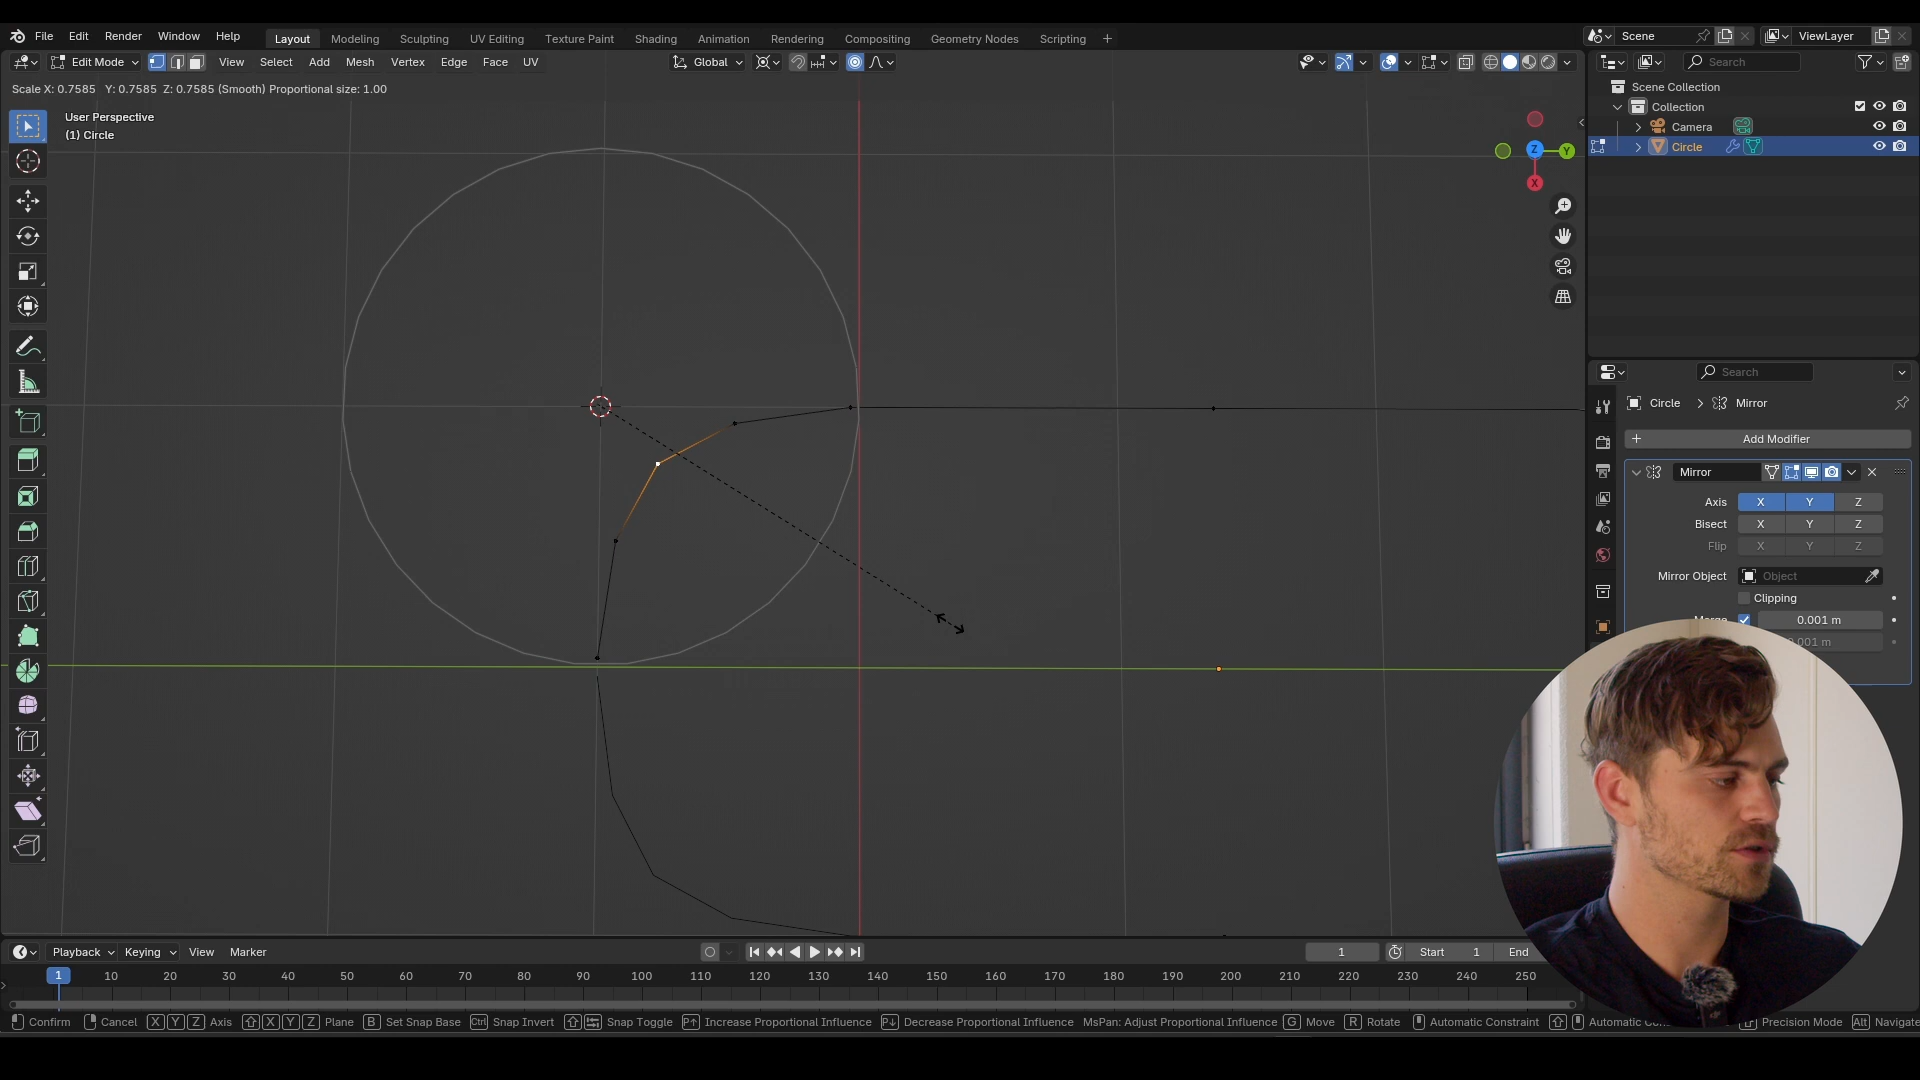 File Edit Render Window Help Layout Modeling Sculpting UV Editing Texture Paint Shading Animation Rendering Compositing Geometry Nodes Scripting + Scene ViewLayer
Edit Mode View Select Add Mesh Vertex Edge Face UV Global Search
Scale X: 0.7585 Y: 0.7585 Z: 0.7585 (Smooth) Proportional size: 1.00
User Perspective
(1) Circle
Z Y X
Scene Collection
Collection
Camera
Circle
Search
Circle > Mirror
+ Add Modifier
Mirror
Axis X Y Z
Bisect X Y Z
Flip X Y Z
Mirror Object Object
Clipping
0.001 m
Playback Keying View Marker 1 Start 1 End
1 10 20 30 40 50 60 70 80 90 100 110 120 130 140 150 160 170 180 190 200 210 220 230 240 250
Confirm Cancel X Y Z Axis X Y Z Plane B Set Snap Base Ctrl Snap Invert Snap Toggle Increase Proportional Influence Decrease Proportional Influence MsPan: Adjust Proportional Influence G Move R Rotate Automatic Constraint Automatic Precision Mode Alt Navigate